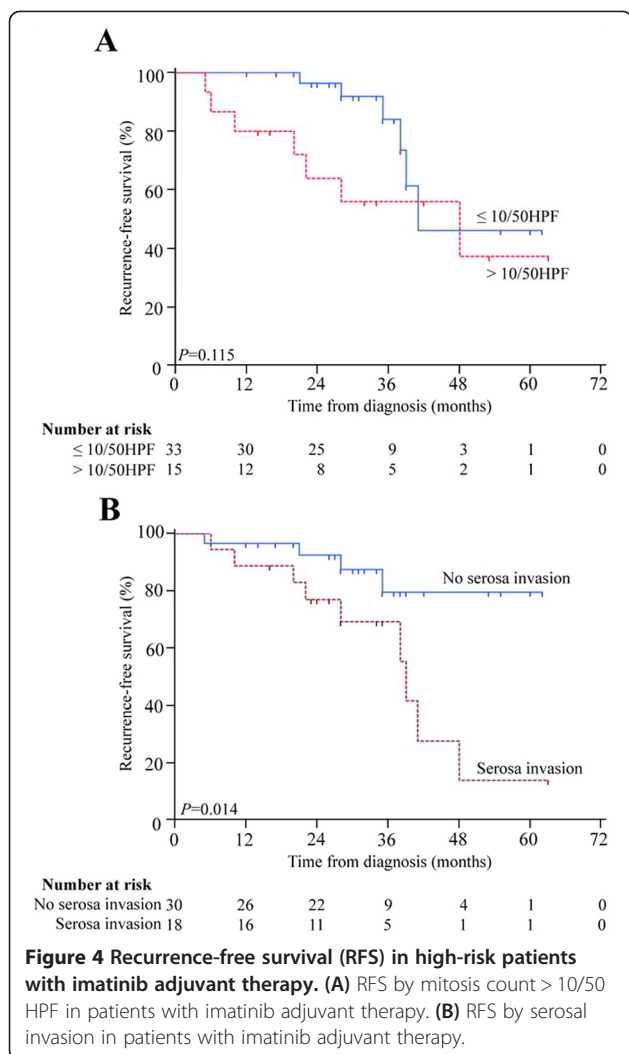 A
100
80
60
40
20
0
Recurrence-free survival (%)
≤ 10/50HPF
> 10/50HPF
P=0.115
0 12 24 36 48 60 72
Time from diagnosis (months)
Number at risk
≤ 10/50HPF 33 30 25 9 3 1 0
> 10/50HPF 15 12 8 5 2 1 0
B
100
80
60
40
20
0
Recurrence-free survival (%)
No serosa invasion
Serosa invasion
P=0.014
0 12 24 36 48 60 72
Time from diagnosis (months)
Number at risk
No serosa invasion 30 26 22 9 4 1 0
Serosa invasion 18 16 11 5 1 1 0
Figure 4 Recurrence-free survival (RFS) in high-risk patients
with imatinib adjuvant therapy. (A) RFS by mitosis count > 10/50
HPF in patients with imatinib adjuvant therapy. (B) RFS by serosal
invasion in patients with imatinib adjuvant therapy.